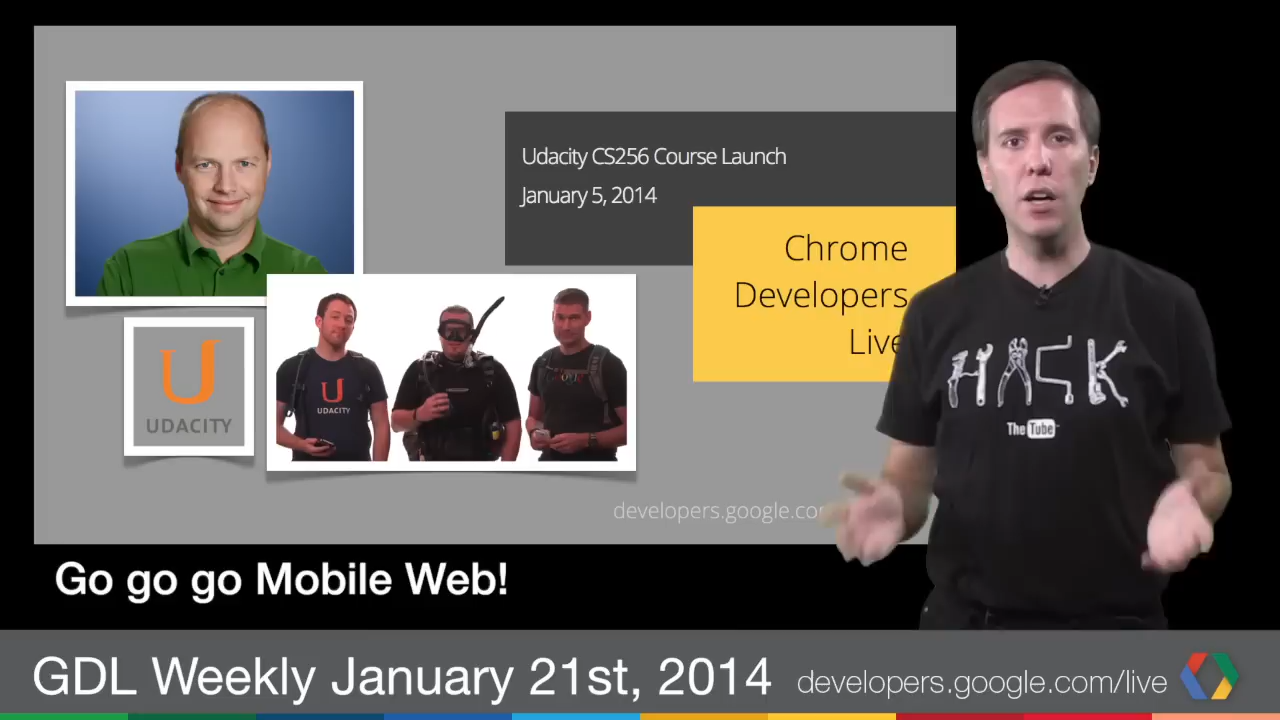 Udacity CS256 Course Launch
January 5, 2014
Chrome
Developers
Live
U
UDACITY
U
UDACITY
HACK
The Tube
developers.google.co
Go go go Mobile Web!
GDL Weekly January 21st, 2014
developers.google.com/live